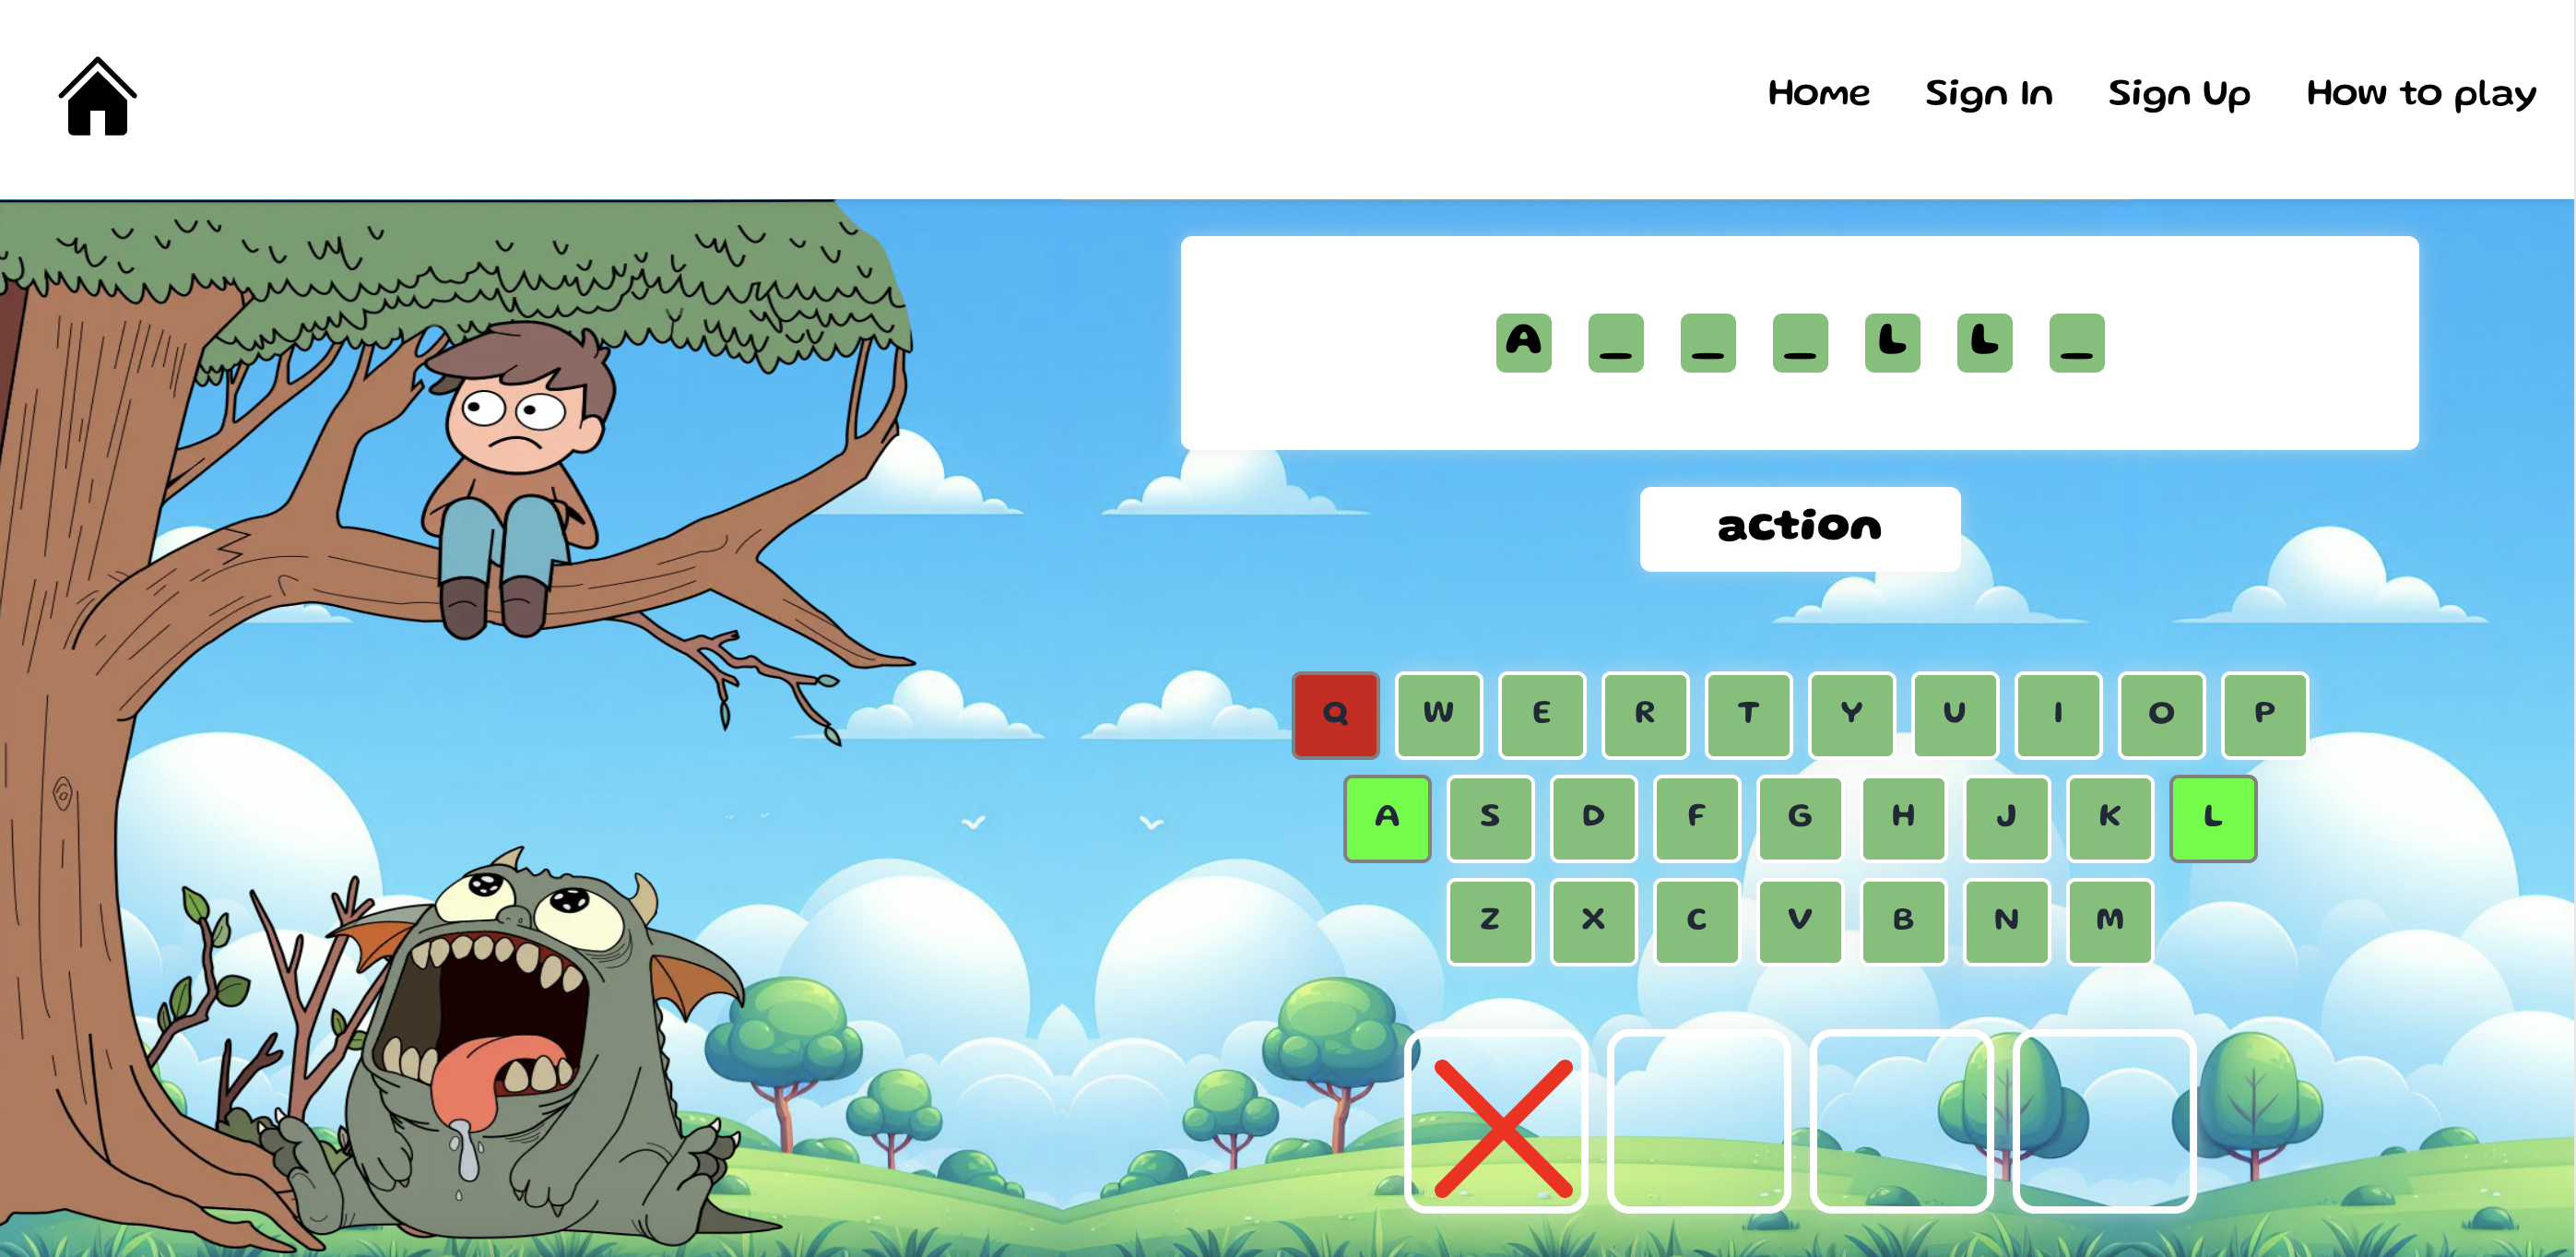 Home Sign In Sign Up How to play
A _ _ _ L L _
action
Q W E R T Y U I O P
A S D F G H J K L
Z X C V B N M